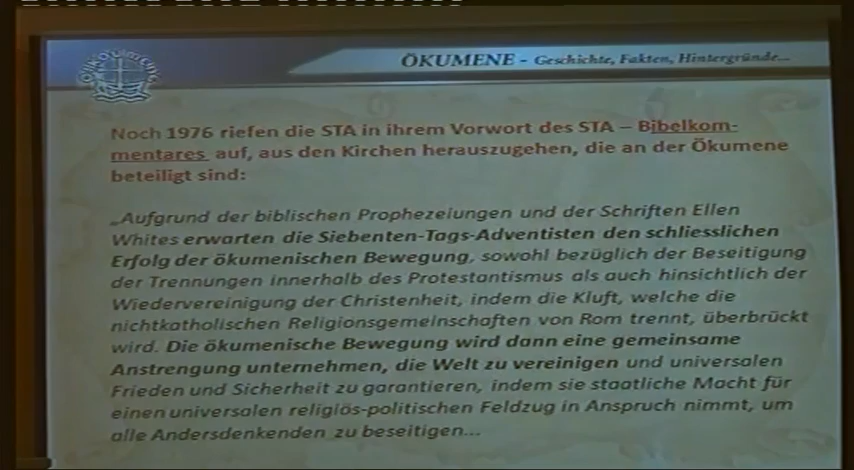 ÖKUMENE
ÖKUMENE - Geschichte, Fakten, Hintergründe...
Noch 1976 riefen die STA in ihrem Vorwort des STA – Bibelkom-
mentares auf, aus den Kirchen herauszugehen, die an der Ökumene
beteiligt sind:
„Aufgrund der biblischen Prophezeiungen und der Schriften Ellen
Whites erwarten die Siebenten-Tags-Adventisten den schliesslichen
Erfolg der ökumenischen Bewegung, sowohl bezüglich der Beseitigung
der Trennungen innerhalb des Protestantismus als auch hinsichtlich der
Wiedervereinigung der Christenheit, indem die Kluft, welche die
nichtkatholischen Religionsgemeinschaften von Rom trennt, überbrückt
wird. Die ökumenische Bewegung wird dann eine gemeinsame
Anstrengung unternehmen, die Welt zu vereinigen und universalen
Frieden und Sicherheit zu garantieren, indem sie staatliche Macht für
einen universalen religiös-politischen Feldzug in Anspruch nimmt, um
alle Andersdenkenden zu beseitigen...